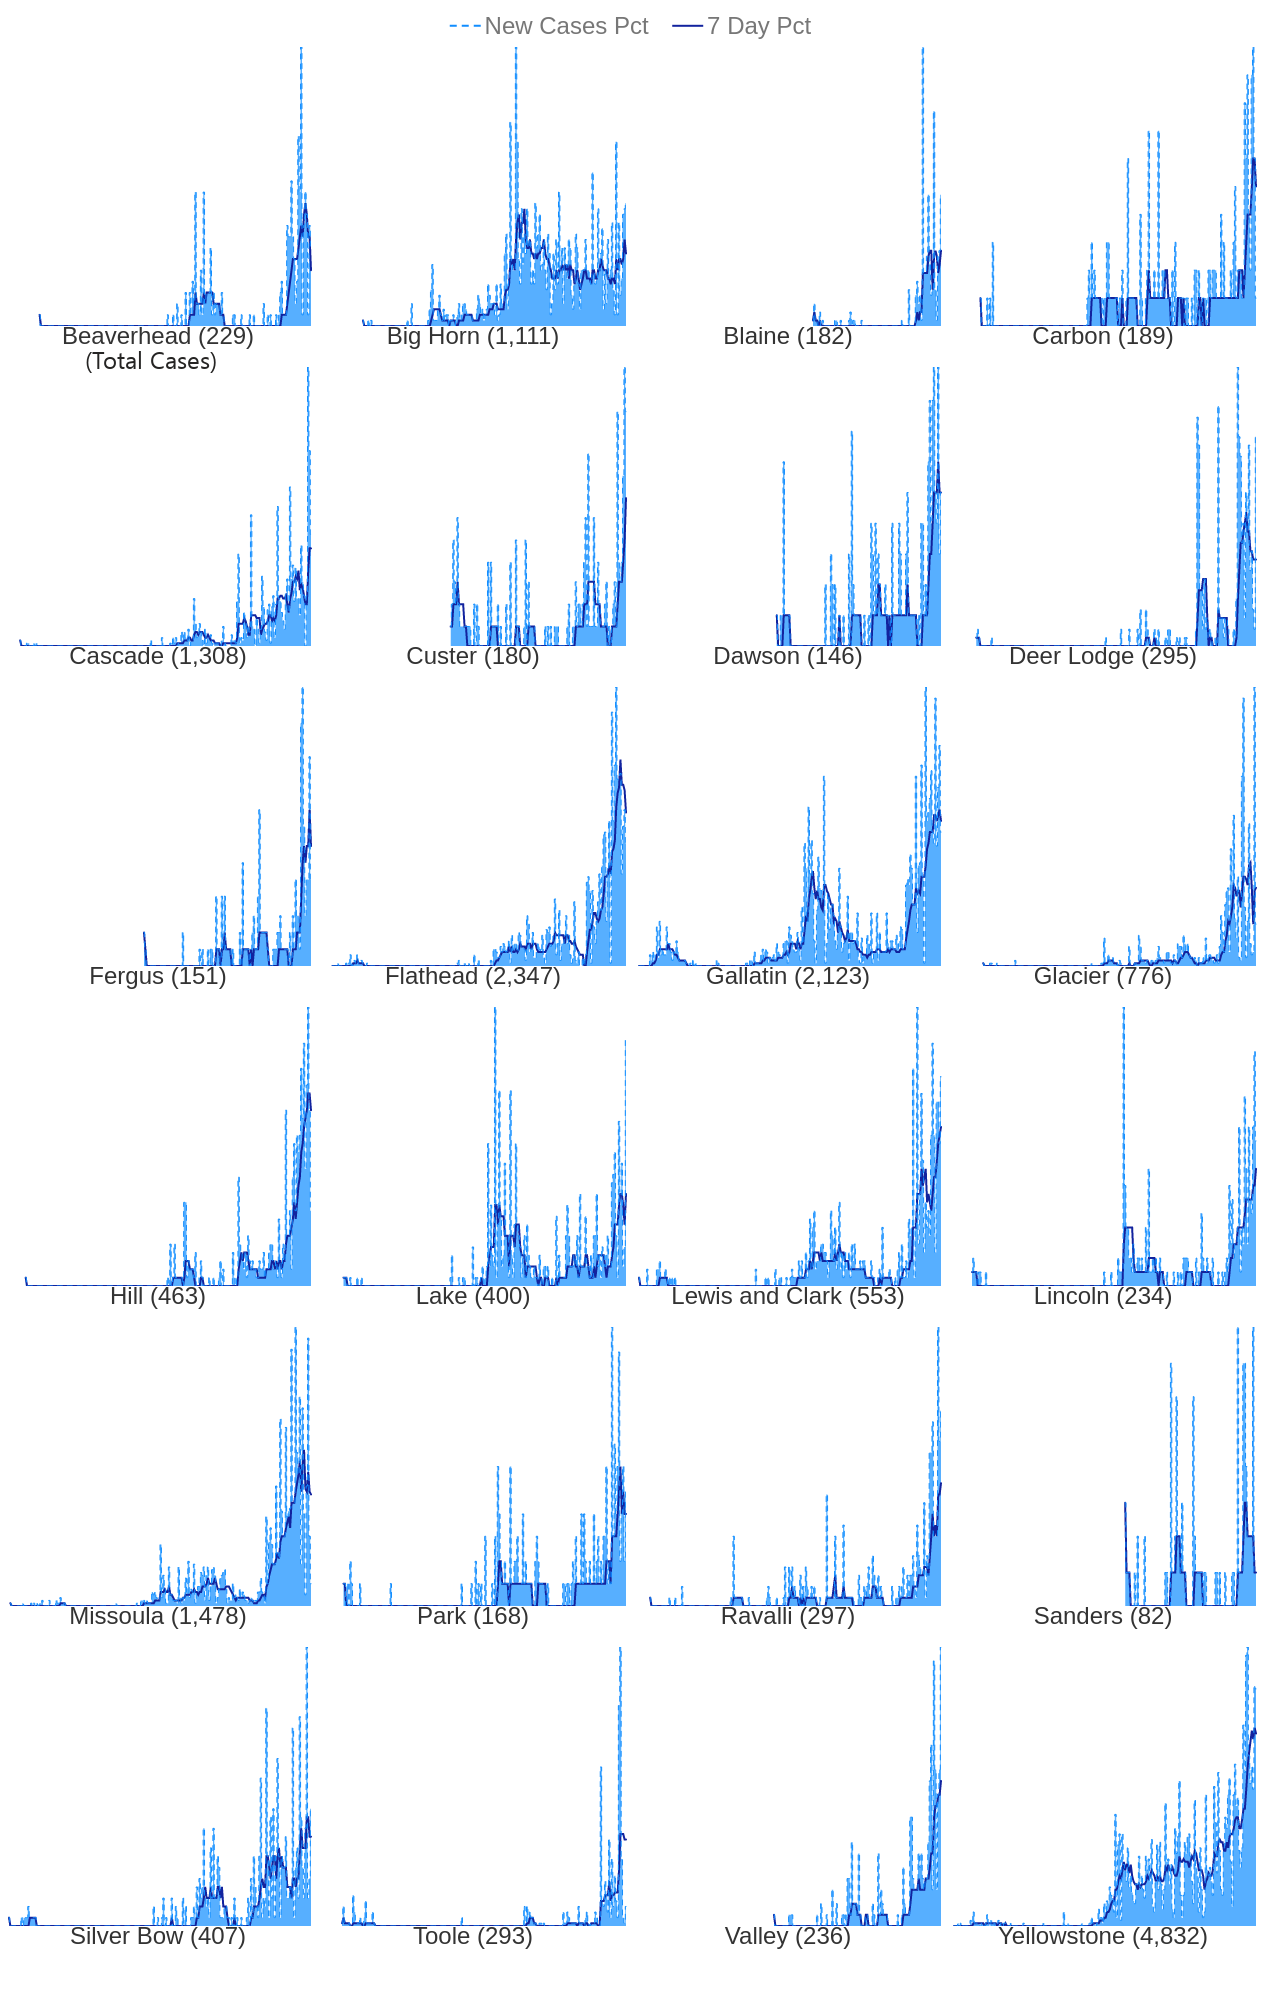 New Cases Pct 7 Day Pct
Beaverhead (229) Big Horn (1,111) Blaine (182) Carbon (189)
(Total Cases)
Cascade (1,308) Custer (180) Dawson (146) Deer Lodge (295)
Fergus (151) Flathead (2,347) Gallatin (2,123) Glacier (776)
Hill (463) Lake (400) Lewis and Clark (553) Lincoln (234)
Missoula (1,478) Park (168) Ravalli (297) Sanders (82)
Silver Bow (407) Toole (293) Valley (236) Yellowstone (4,832)